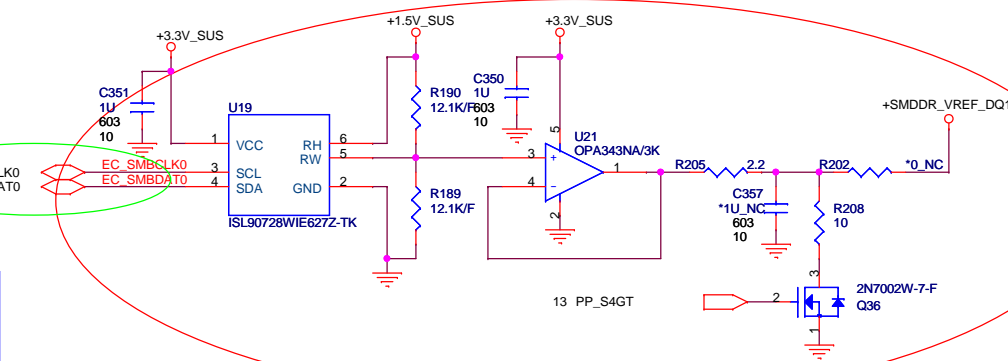 +3.3V_SUS
+1.5V_SUS
+3.3V_SUS
C351
1U
603
10
U19
R190
12.1K/F
C350
1U
603
10
5
U21
OPA343NA/3K
+SMDDR_VREF_DQ1
1
VCC
RH
6
RW
5
3
+
1
R205
2.2
R202
*0_NC
LK0
EC_SMBCLK0
3
SCL
AT0
EC_SMBDAT0
4
SDA
GND
2
4
-
2
R189
12.1K/F
C357
*1U_NC
603
10
R208
10
ISL90728WIE627Z-TK
13 PP_S4GT
3
2
2N7002W-7-F
Q36
1